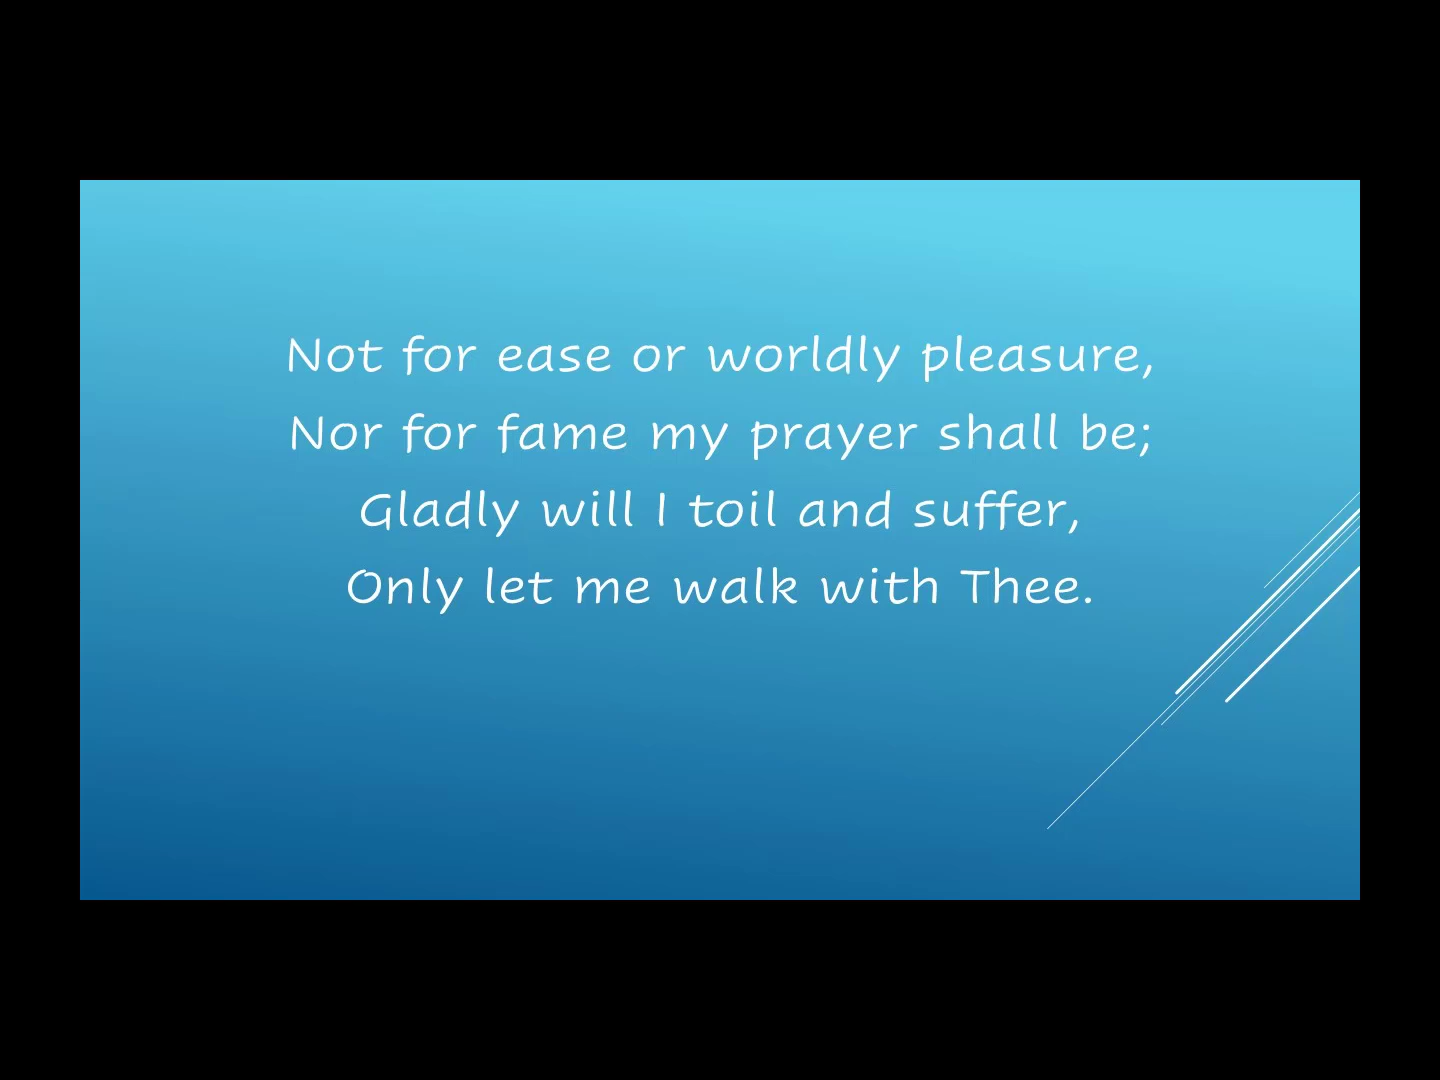 Not for ease or worldly pleasure,
Nor for fame my prayer shall be;
Gladly will I toil and suffer,
Only let me walk with Thee.